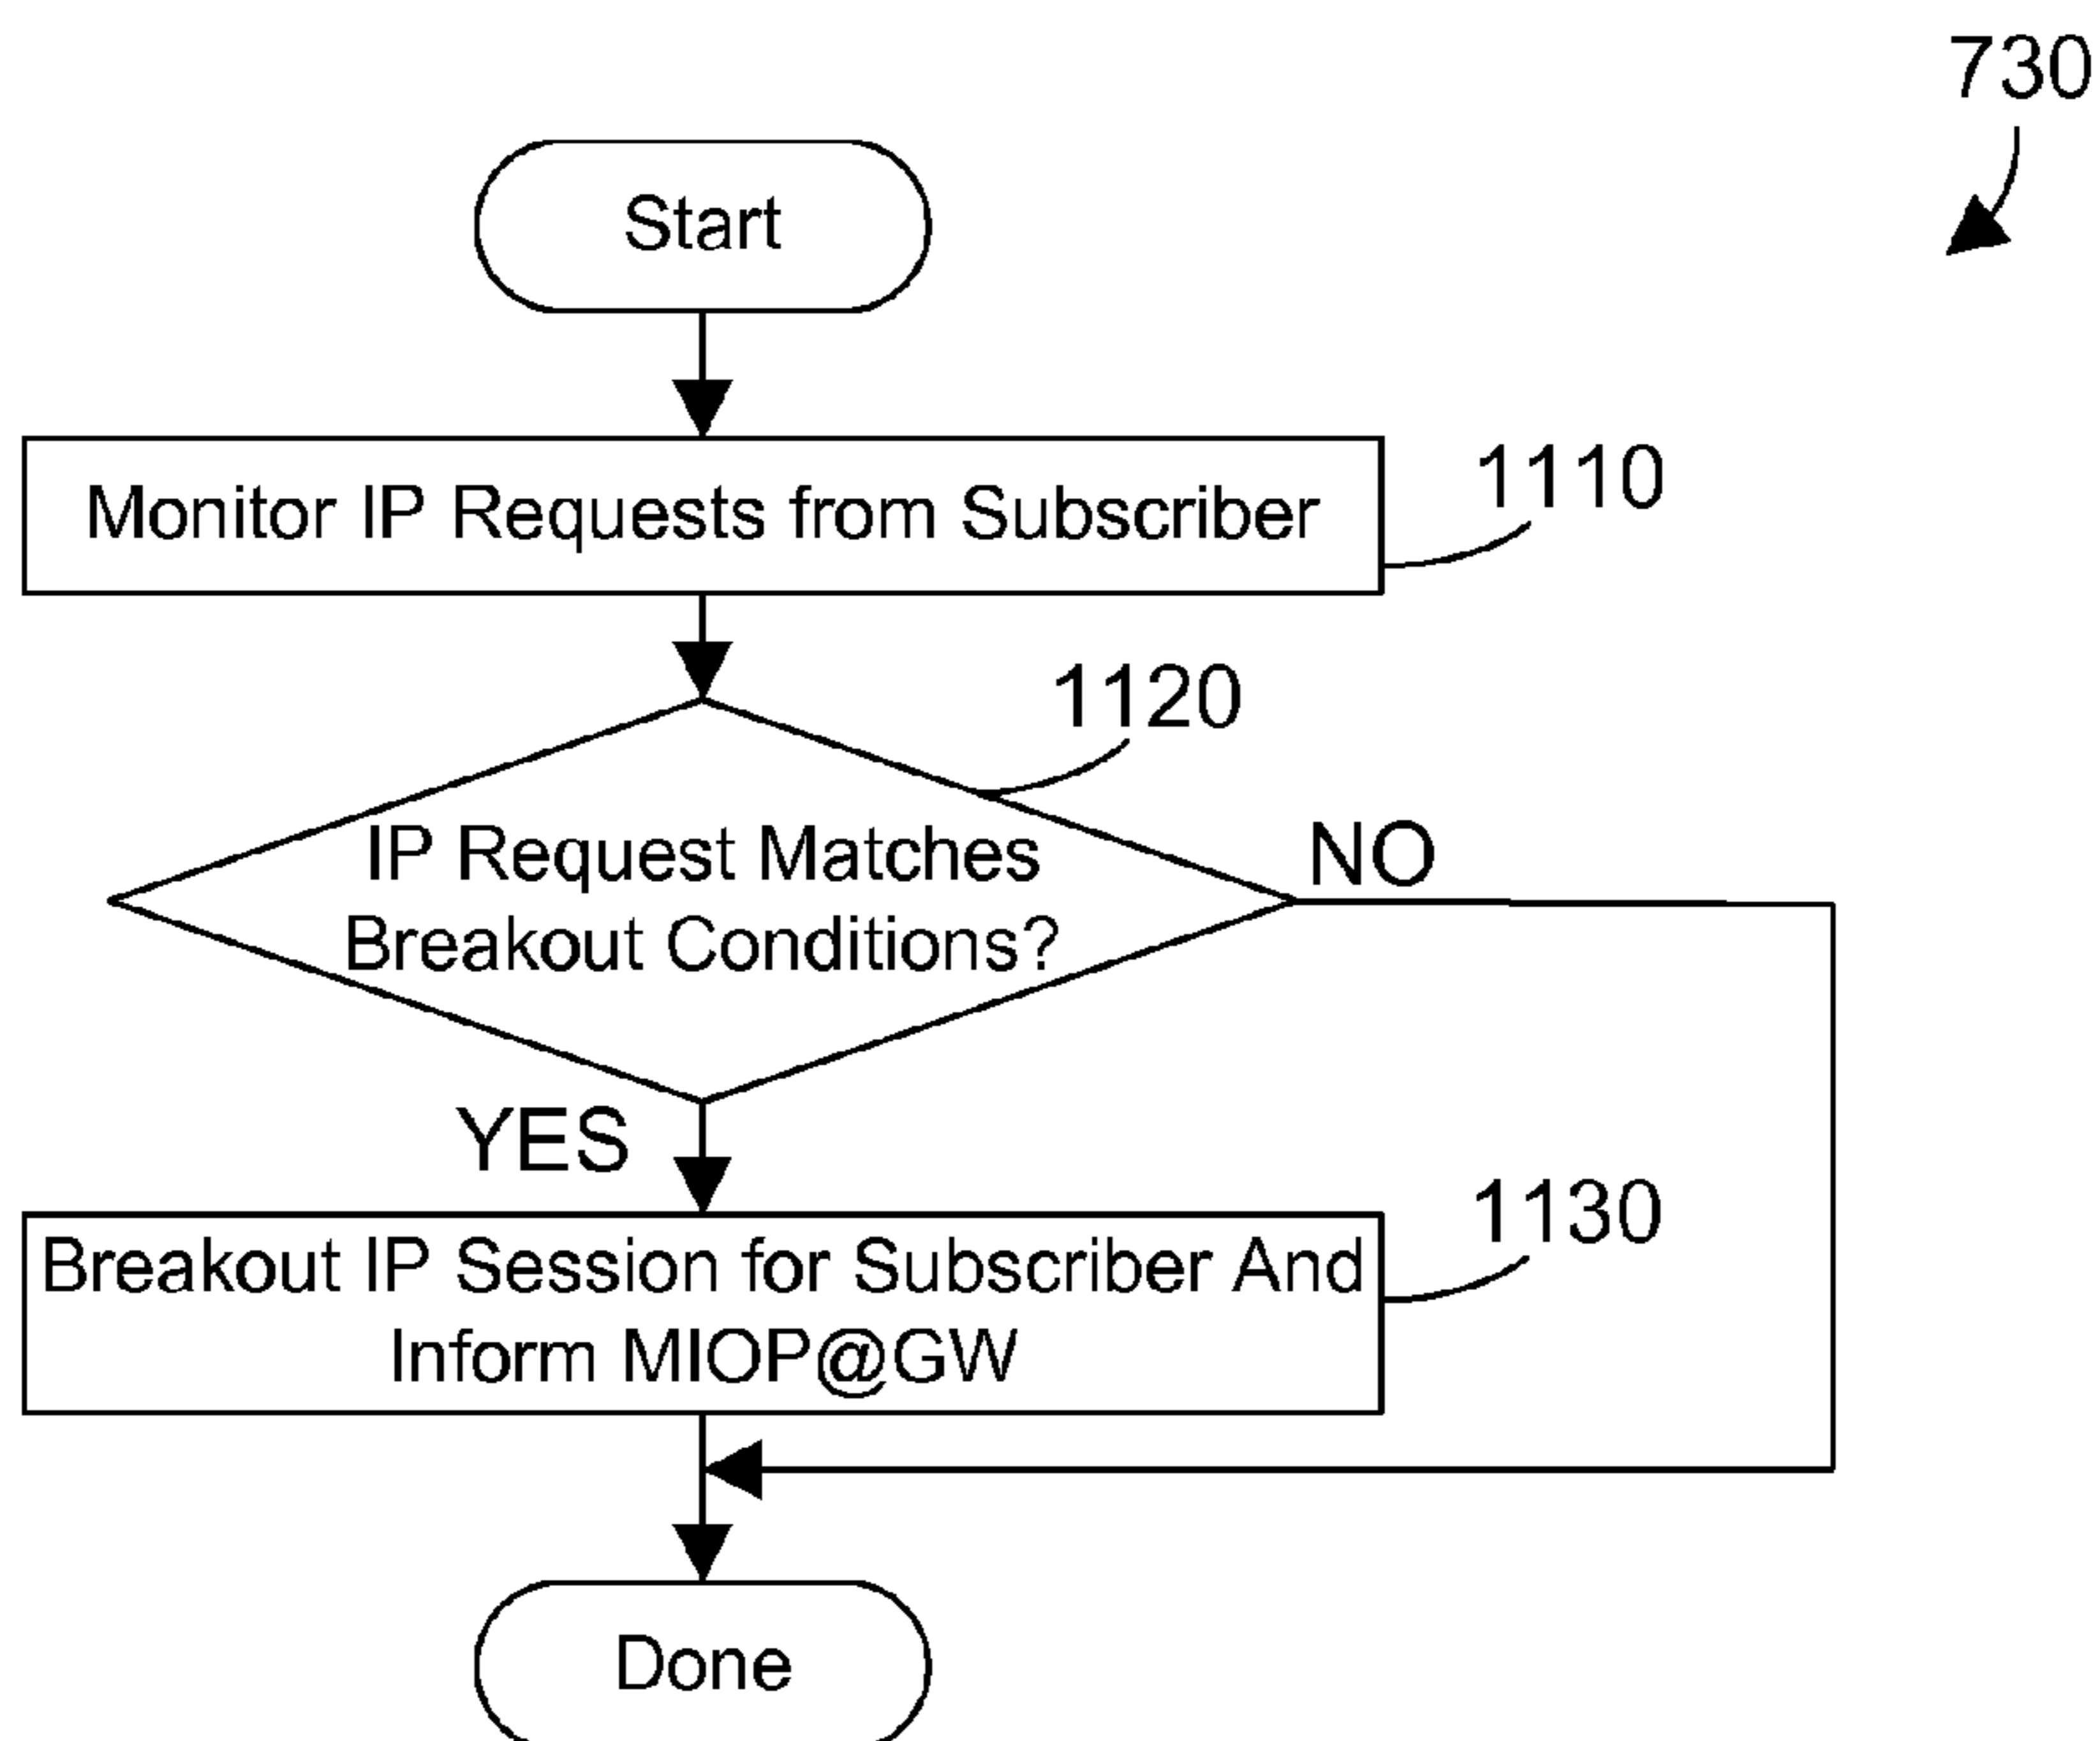 730
Start
Monitor IP Requests from Subscriber
1110
1120
IP Request Matches
Breakout Conditions?
NO
YES
1130
Breakout IP Session for Subscriber And
Inform MIOP@GW
Done